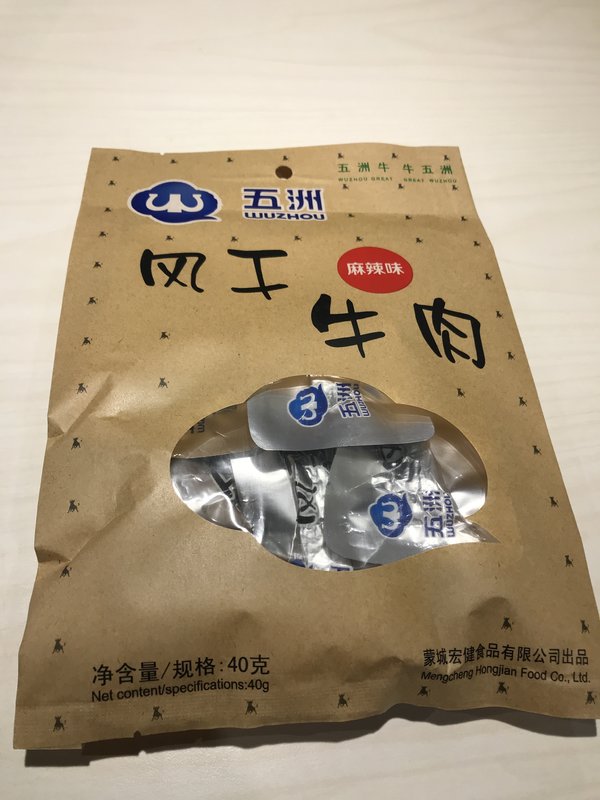 五洲牛 牛五洲
WUZHOU GREAT GREAT WUZHOU
五洲
WUZHOU
风干
麻辣味
牛肉
五洲
五洲
WUZHOU
净含量/规格:40克
Net content/specifications:40g
蒙城宏健食品有限公司出品
Mengcheng Hongjian Food Co., Ltd.